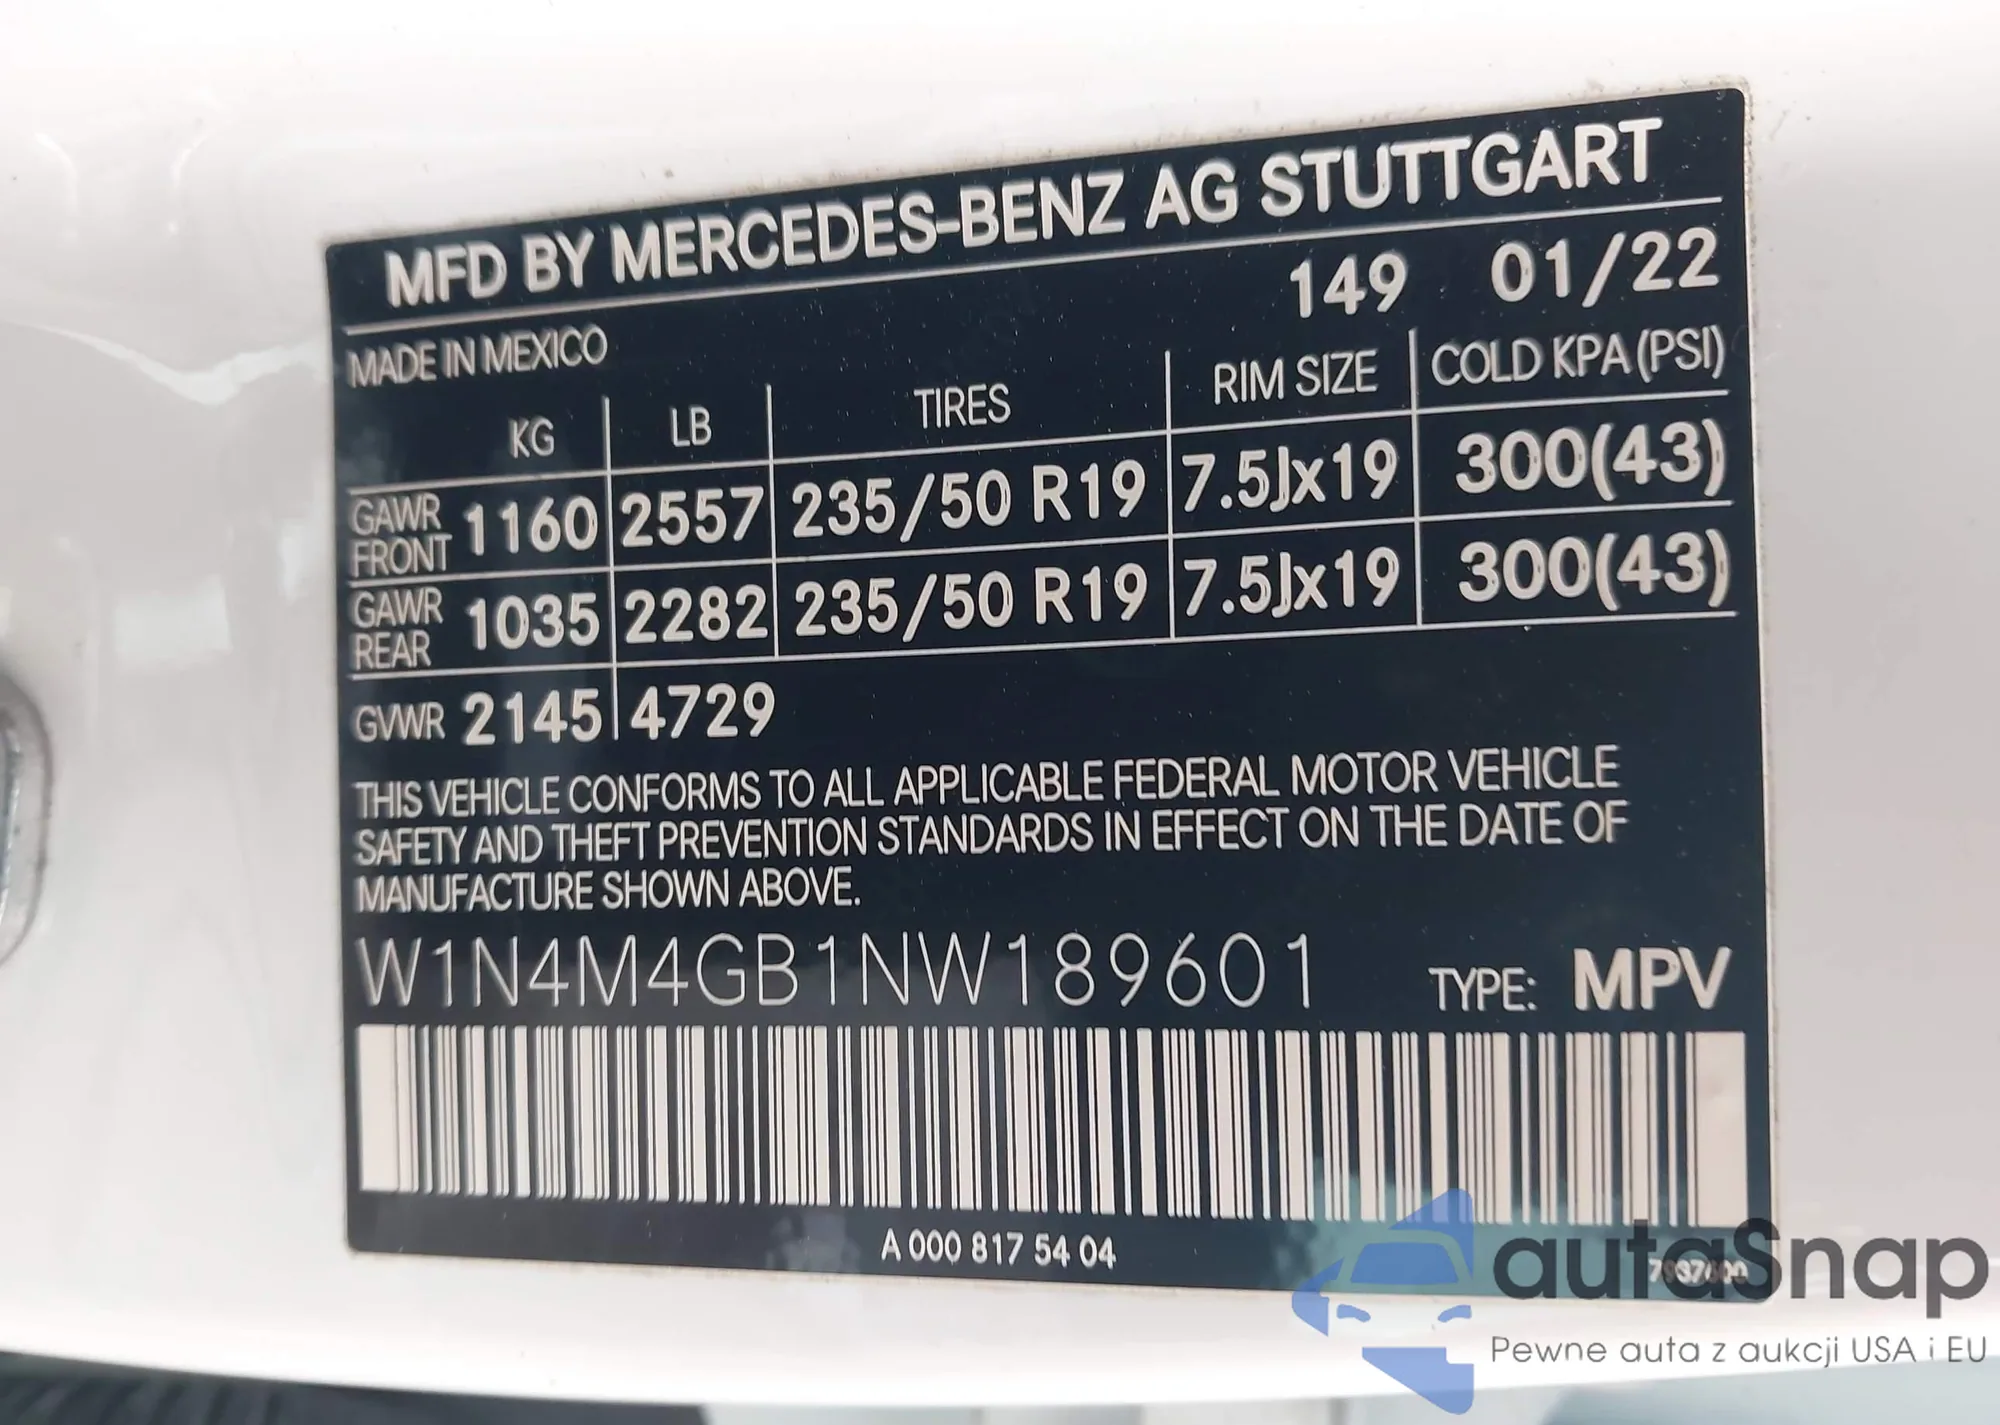 MFD BY MERCEDES-BENZ AG STUTTGART
149 01/22
MADE IN MEXICO
KG LB TIRES RIM SIZE COLD KPA (PSI)
GAWR FRONT 1160 2557 235/50 R19 7.5Jx19 300(43)
GAWR REAR 1035 2282 235/50 R19 7.5Jx19 300(43)
GVWR 2145 4729
THIS VEHICLE CONFORMS TO ALL APPLICABLE FEDERAL MOTOR VEHICLE
SAFETY AND THEFT PREVENTION STANDARDS IN EFFECT ON THE DATE OF
MANUFACTURE SHOWN ABOVE.
W1N4M4GB1NW189601 TYPE: MPV
A 000 817 54 04
autaSnap
Pewne auta z aukcji USA i EU